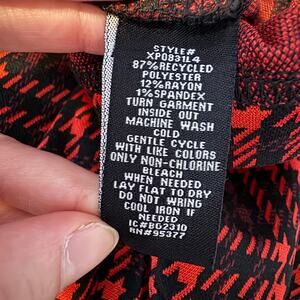 STYLE#
XP0831L4
87%RECYCLED
POLYESTER
12%RAYON
1%SPANDEX
TURN GARMENT
INSIDE OUT
MACHINE WASH
COLD
GENTLE CYCLE
WITH LIKE COLORS
ONLY NON-CHLORINE
BLEACH
WHEN NEEDED
LAY FLAT TO DRY
DO NOT WRING
COOL IRON IF
NEEDED
IC#BG2310
RN#95377